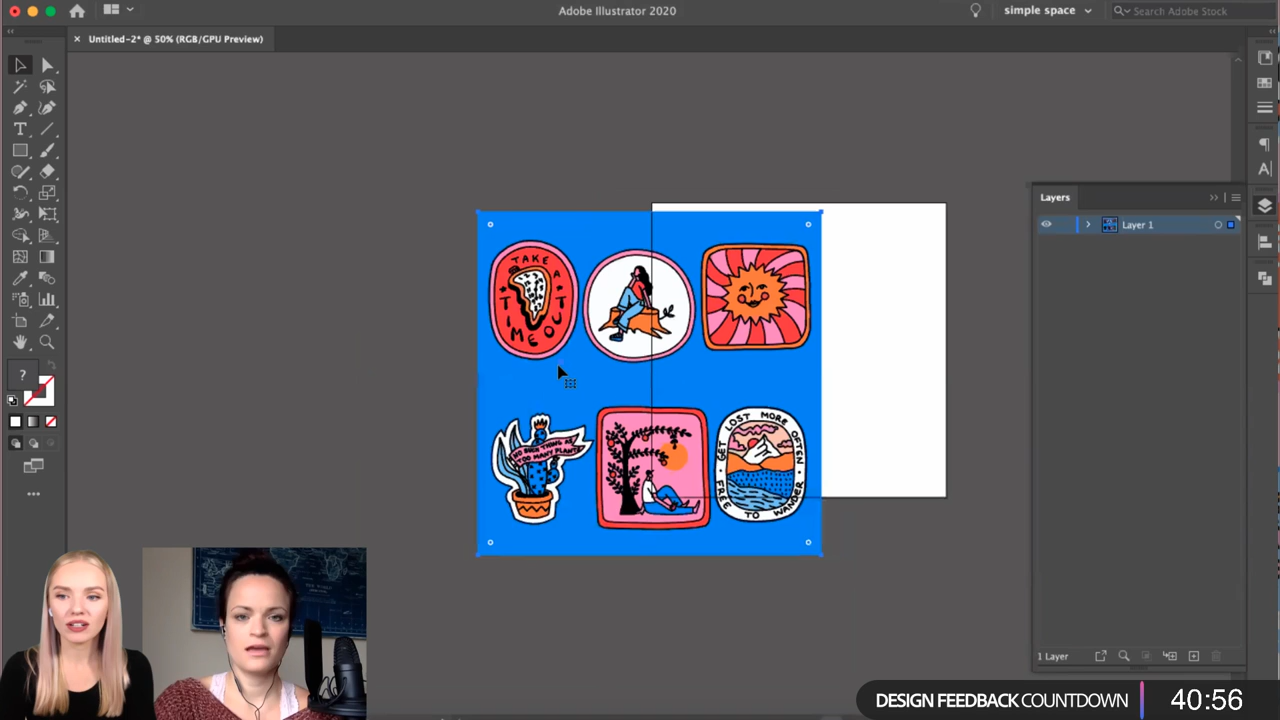 Adobe Illustrator 2020
simple space
Search Adobe Stock
× Untitled-2* @ 50% (RGB/GPU Preview)
Layers
Layer 1
TAKE A
TIME OUT
NO SUCH THING AS
TOO MANY PLANTS
GET LOST MORE OFTEN
FREE TO WANDER
?
1 Layer
DESIGN FEEDBACK COUNTDOWN
40:56